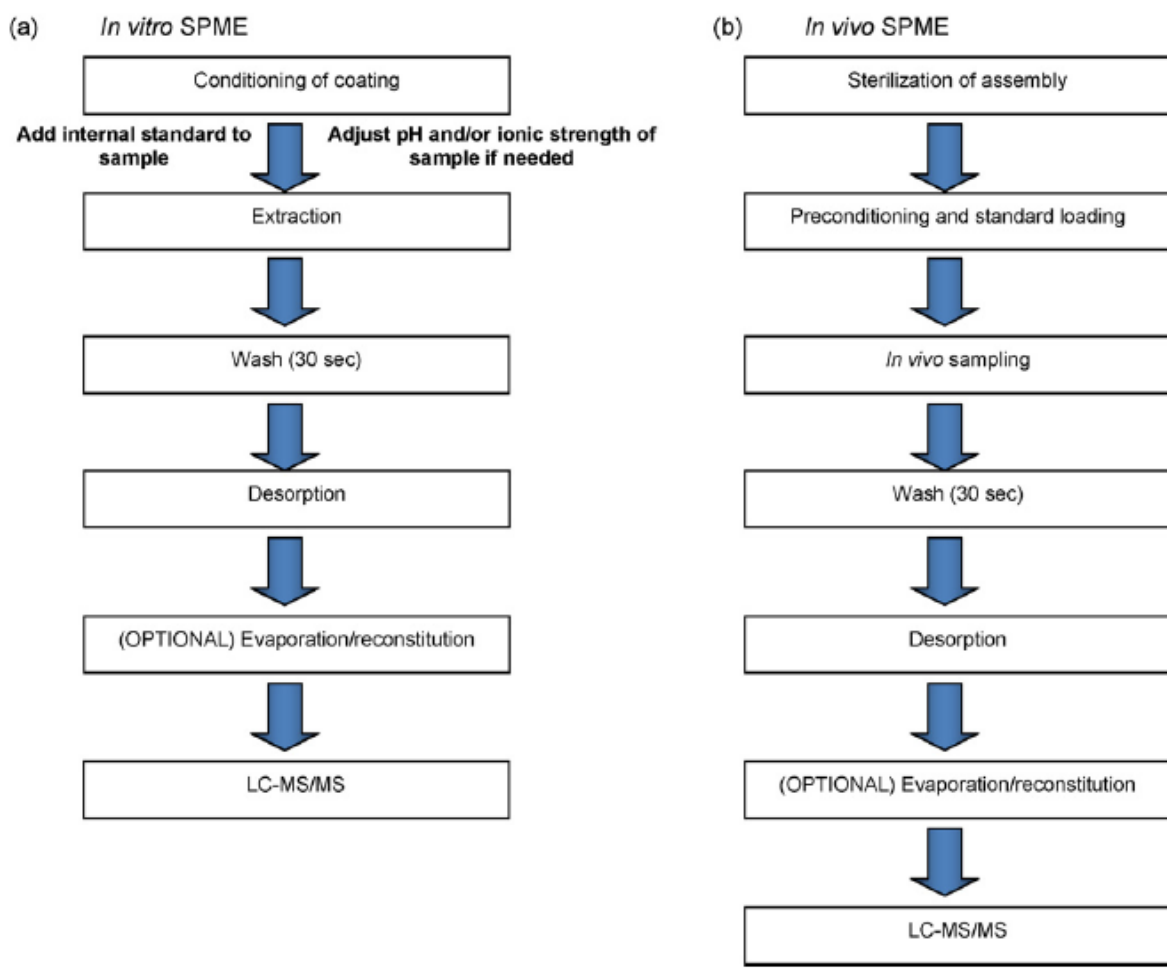 (a) In vitro SPME
Conditioning of coating
Add internal standard to
sample
Adjust pH and/or ionic strength of
sample if needed
Extraction
Wash (30 sec)
Desorption
(OPTIONAL) Evaporation/reconstitution
LC-MS/MS
(b) In vivo SPME
Sterilization of assembly
Preconditioning and standard loading
In vivo sampling
Wash (30 sec)
Desorption
(OPTIONAL) Evaporation/reconstitution
LC-MS/MS